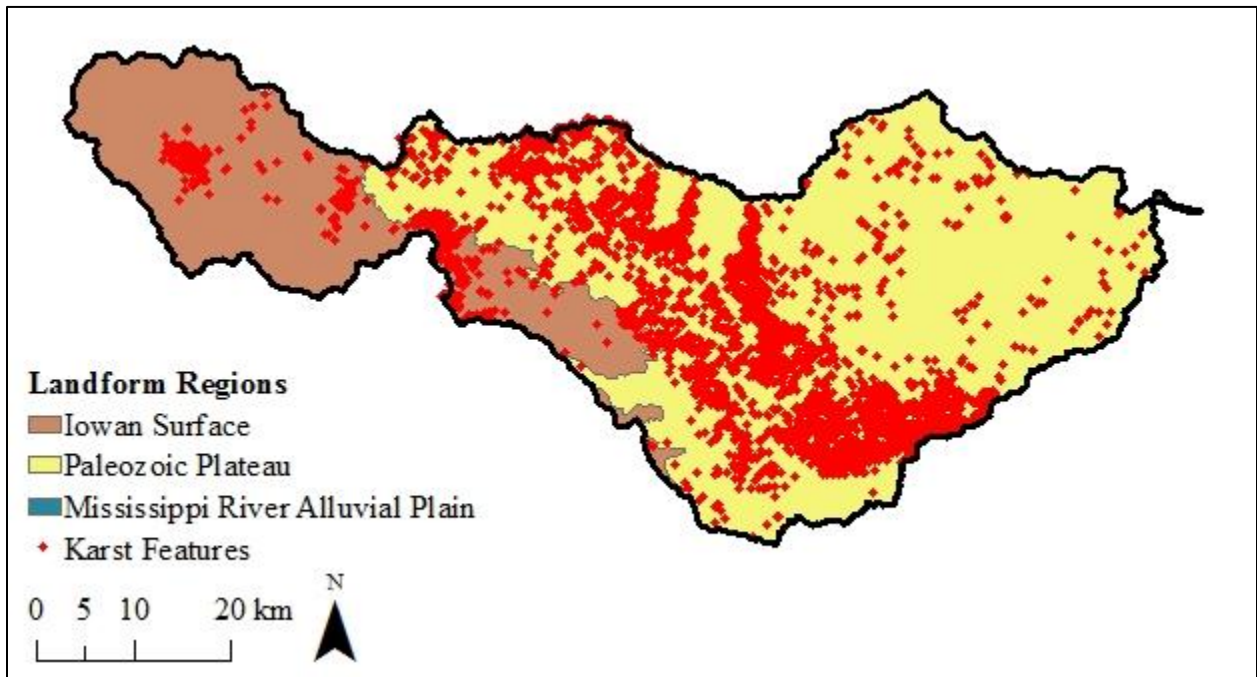 Landform Regions
Iowan Surface
Paleozoic Plateau
Mississippi River Alluvial Plain
Karst Features
N
0 5 10 20 km